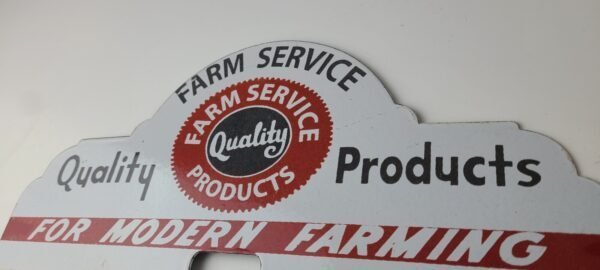 FARM SERVICE
FARM SERVICE
Quality
PRODUCTS
Quality Products
FOR MODERN FARMING